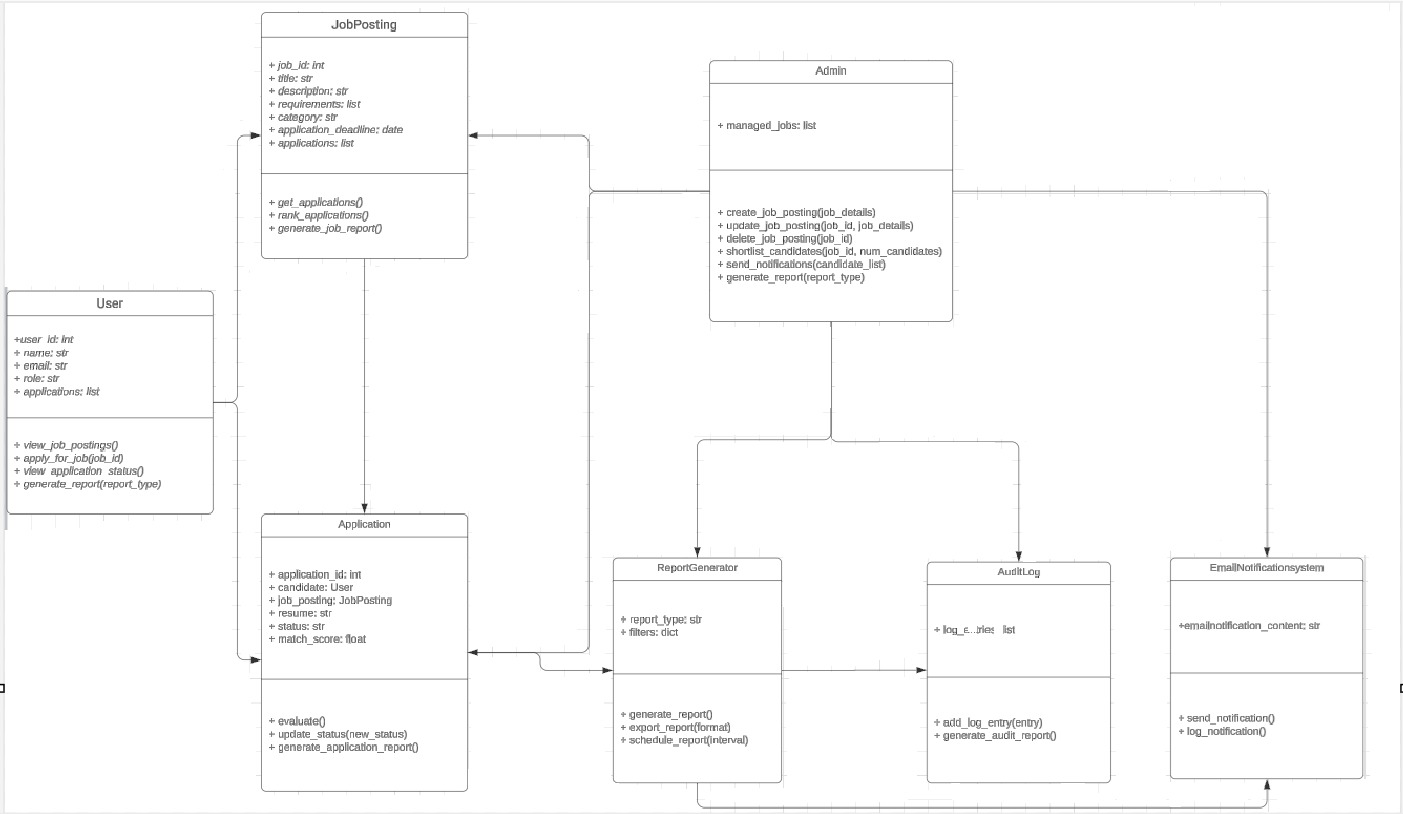 JobPosting
+ job_id: int
+ title: str
+ description: str
+ requirements: list
+ category: str
+ application_deadline: date
+ applications: list
+ get_applications()
+ rank_applications()
+ generate_job_report()
Admin
+ managed_jobs: list
+ create_job_posting(job_details)
+ update_job_posting(job_id, job_details)
+ delete_job_posting(job_id)
+ shortlist_candidates(job_id, num_candidates)
+ send_notifications(candidate_list)
+ generate_report(report_type)
User
+user_id: int
+ name: str
+ email: str
+ role: str
+ applications: list
+ view_job_postings()
+ apply_for_job(job_id)
+ view_application_status()
+ generate_report(report_type)
Application
+ application_id: int
+ candidate: User
+ job_posting: JobPosting
+ resume: str
+ status: str
+ match_score: float
+ evaluate()
+ update_status(new_status)
+ generate_application_report()
ReportGenerator
+ report_type: str
+ filters: dict
+ generate_report()
+ export_report(format)
+ schedule_report(interval)
AuditLog
+ list
+ add_log_entry(entry)
+ generate_audit_report()
EmailNotificationsystem
+emailnotification_content: str
+ send_notification()
+ log_notification()